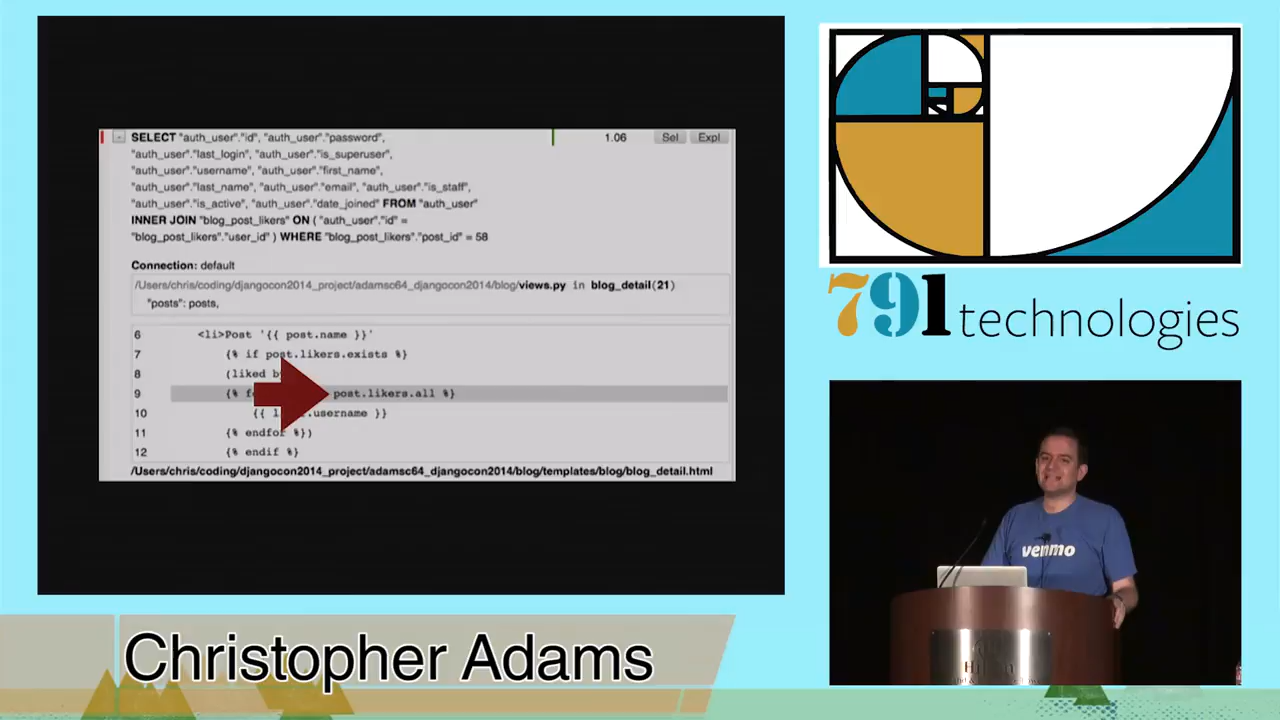 SELECT "auth_user"."id", "auth_user"."password",
"auth_user"."last_login", "auth_user"."is_superuser",
"auth_user"."username", "auth_user"."first_name",
"auth_user"."last_name", "auth_user"."email", "auth_user"."is_staff",
"auth_user"."is_active", "auth_user"."date_joined" FROM "auth_user"
INNER JOIN "blog_post_likers" ON ( "auth_user"."id" =
"blog_post_likers"."user_id" ) WHERE "blog_post_likers"."post_id" = 58
1.06 Sel Expl
Connection: default
/Users/chris/coding/djangocon2014_project/adamsc64_djangocon2014/blog/views.py in blog_detail(21)
"posts": posts,
6 <li>Post '{{ post.name }}'
7 {% if post.likers.exists %}
8 (liked
9 {% post.likers.all %}
10 {{ .username }}
11 {% endfor %})
12 {% endif %}
/Users/chris/coding/djangocon2014_project/adamsc64_djangocon2014/blog/templates/blog/blog_detail.html
791 technologies
venmo
Christopher Adams